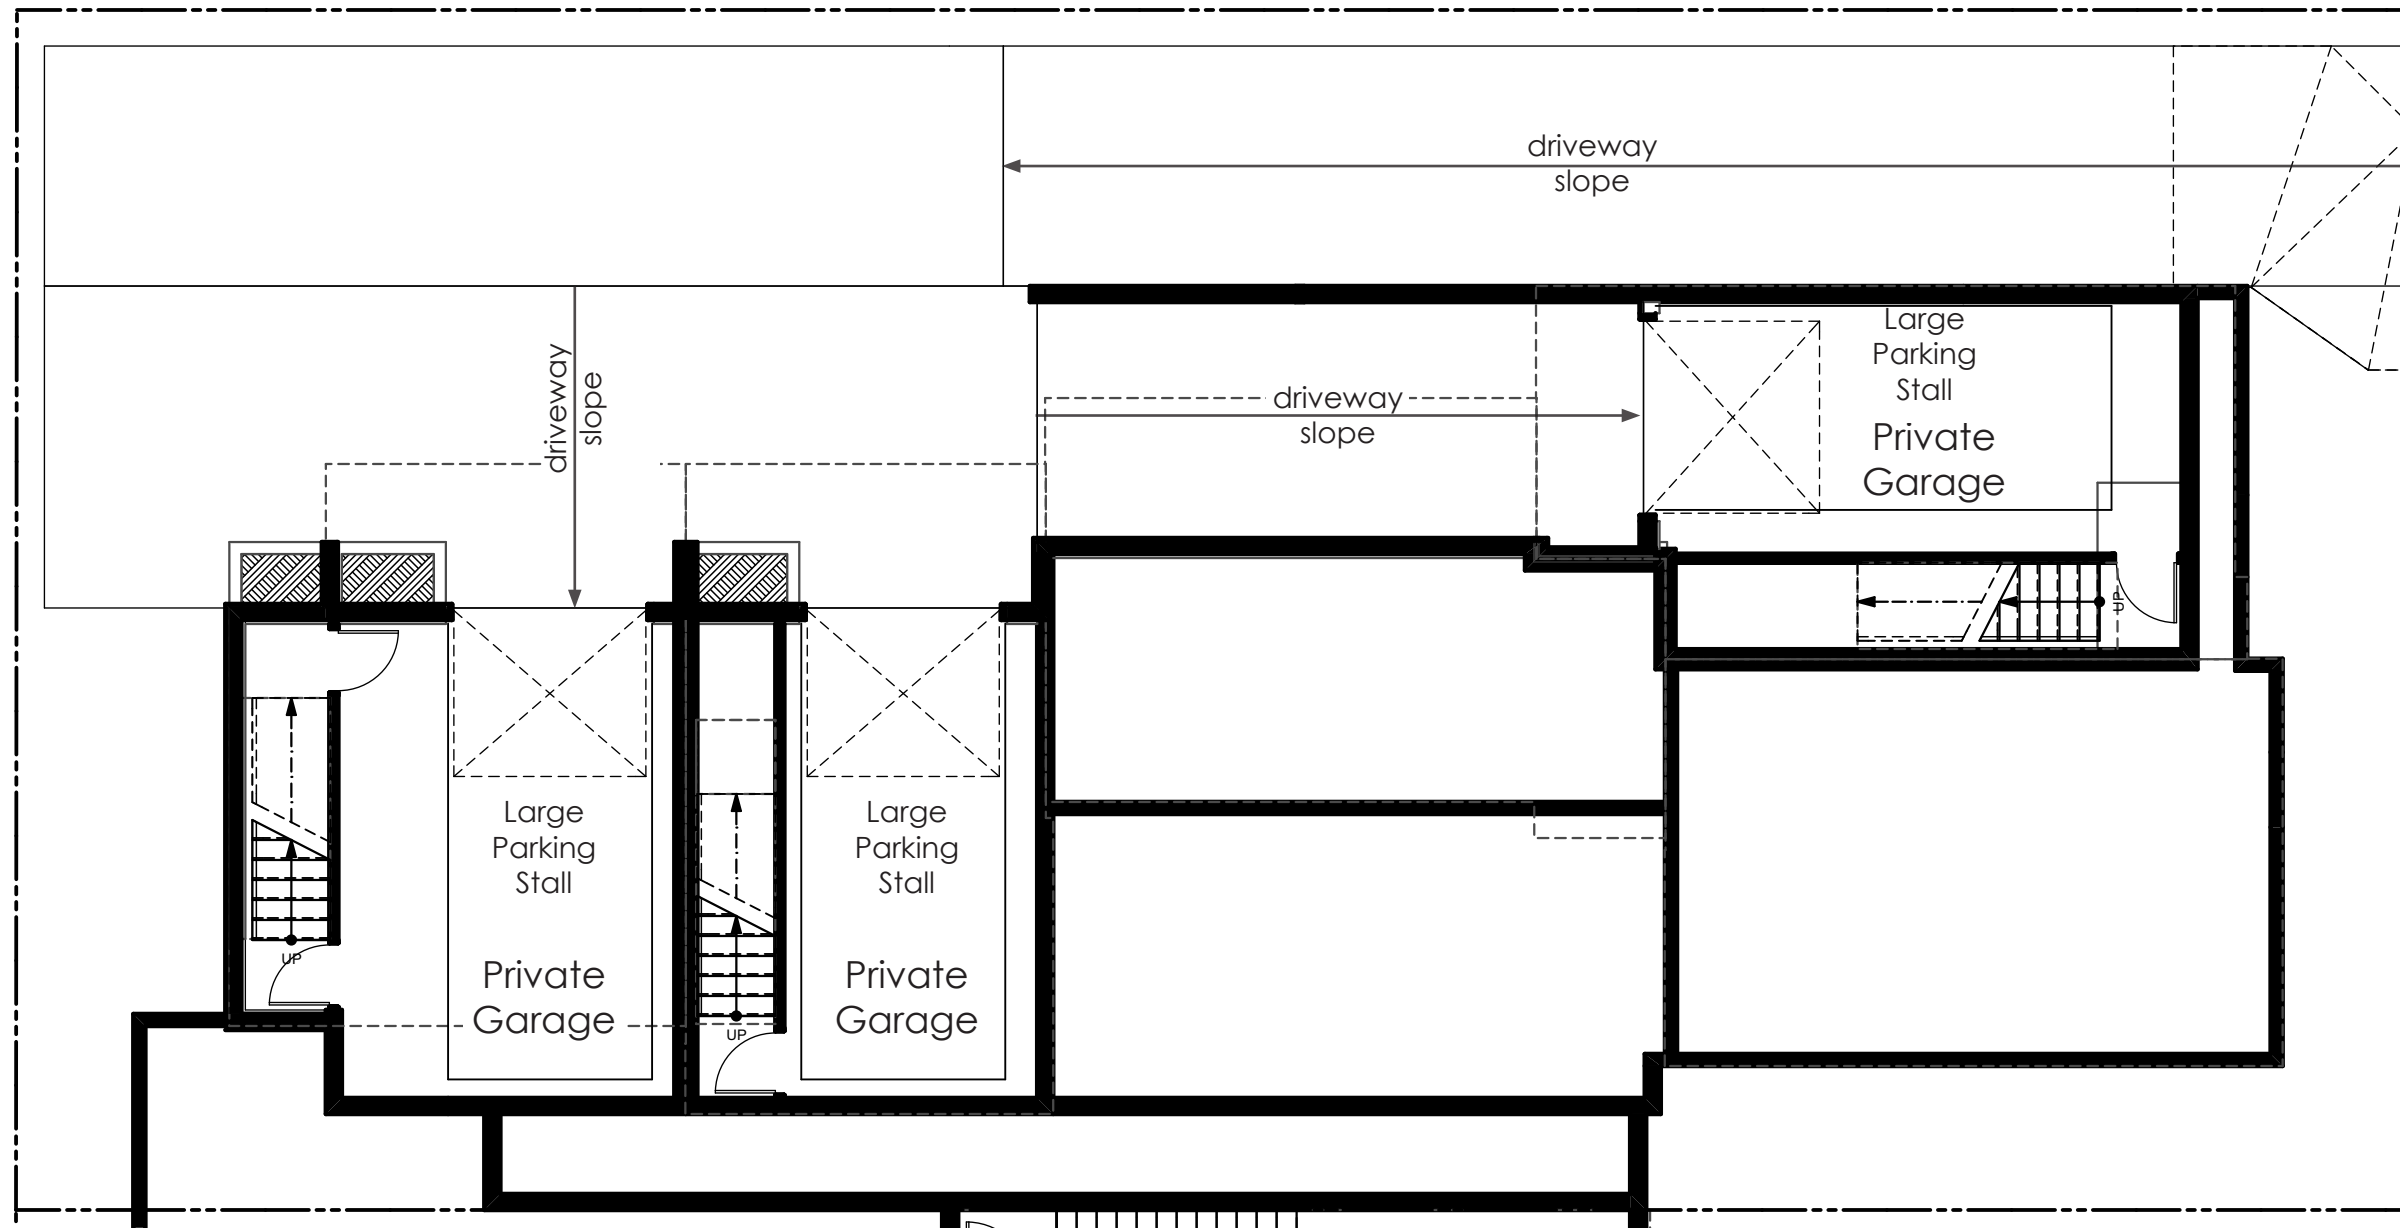 driveway
slope
Large
Parking
Stall
Private
Garage
driveway
slope
driveway
slope
UP
Large
Parking
Stall
Private
Garage
UP
Large
Parking
Stall
Private
Garage
UP